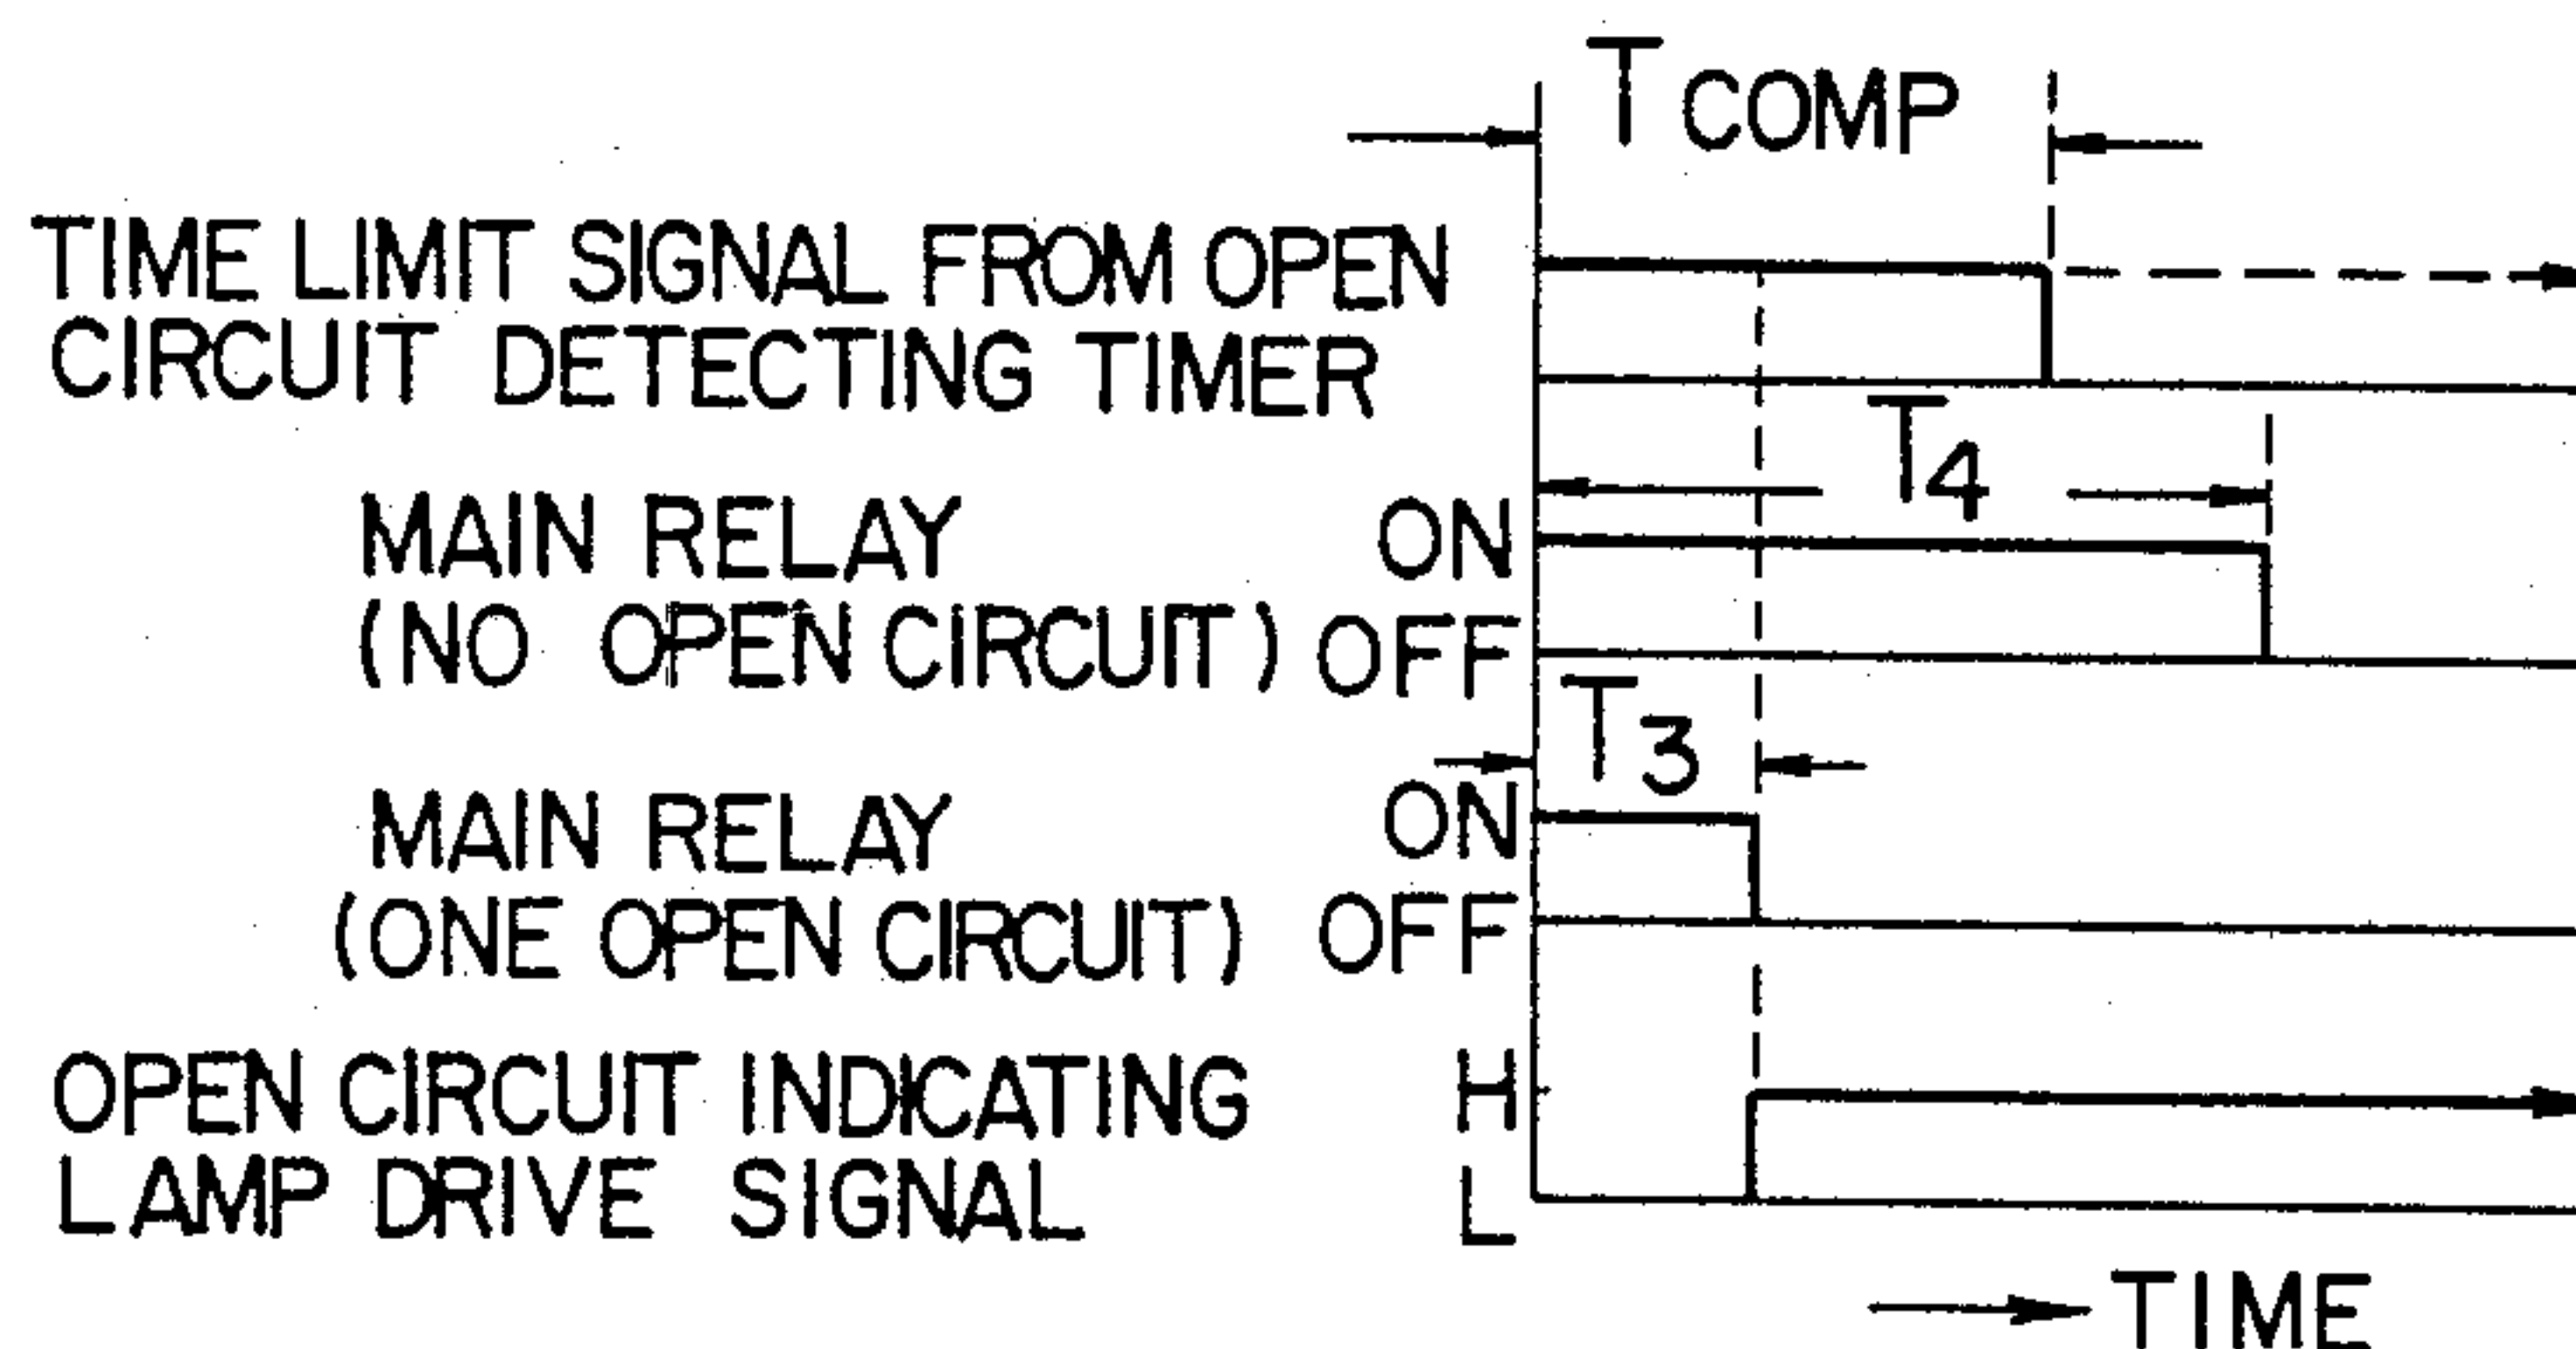 TCOMP
TIME LIMIT SIGNAL FROM OPEN
CIRCUIT DETECTING TIMER
T4
MAIN RELAY ON
(NO OPEN CIRCUIT) OFF
T3
MAIN RELAY ON
(ONE OPEN CIRCUIT) OFF
OPEN CIRCUIT INDICATING H
LAMP DRIVE SIGNAL L
TIME